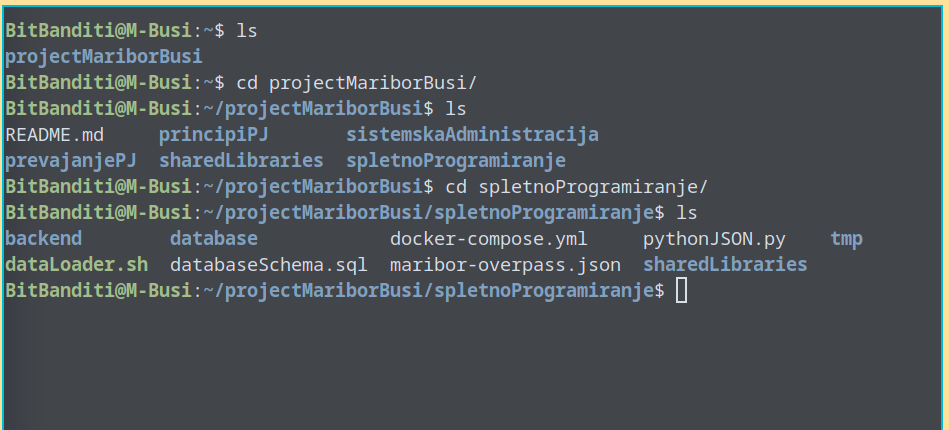 BitBanditi@M-Busi:~$ ls
projectMariborBusi
BitBanditi@M-Busi:~$ cd projectMariborBusi/
BitBanditi@M-Busi:~/projectMariborBusi$ ls
README.md     principiPJ       sistemskaAdministracija
prevajanjePJ  sharedLibraries  spletnoProgramiranje
BitBanditi@M-Busi:~/projectMariborBusi$ cd spletnoProgramiranje/
BitBanditi@M-Busi:~/projectMariborBusi/spletnoProgramiranje$ ls
backend        database            docker-compose.yml     pythonJSON.py    tmp
dataLoader.sh  databaseSchema.sql  maribor-overpass.json  sharedLibraries
BitBanditi@M-Busi:~/projectMariborBusi/spletnoProgramiranje$